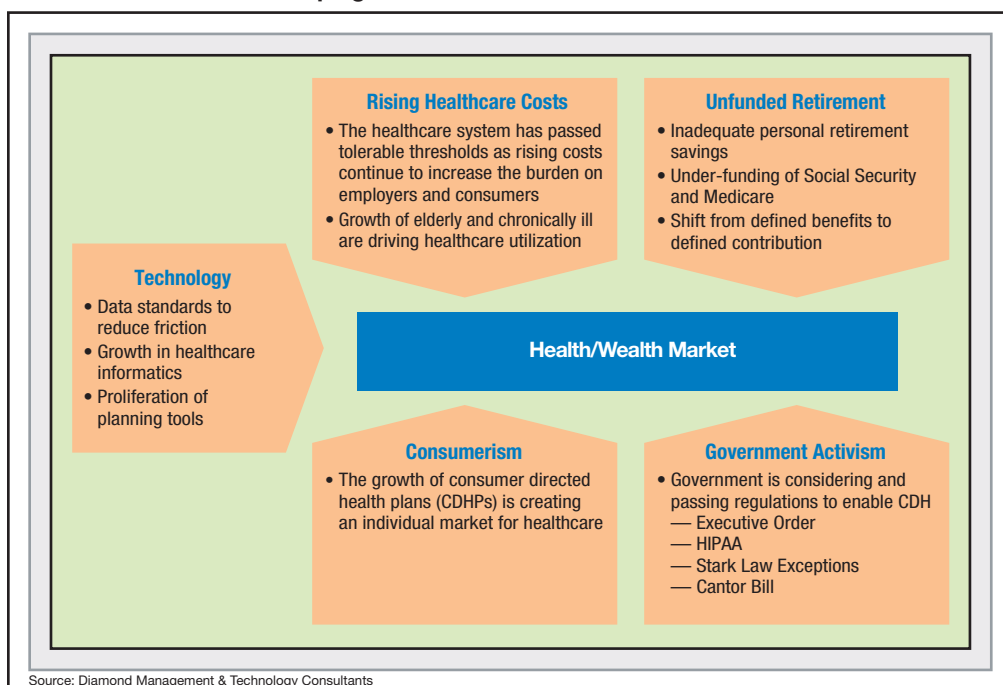 Rising Healthcare Costs
• The healthcare system has passed
tolerable thresholds as rising costs
continue to increase the burden on
employers and consumers
• Growth of elderly and chronically ill
are driving healthcare utilization
Unfunded Retirement
• Inadequate personal retirement
savings
• Under-funding of Social Security
and Medicare
• Shift from defined benefits to
defined contribution
Technology
• Data standards to
reduce friction
• Growth in healthcare
informatics
• Proliferation of
planning tools
Health/Wealth Market
Consumerism
• The growth of consumer directed
health plans (CDHPs) is creating
an individual market for healthcare
Government Activism
• Government is considering and
passing regulations to enable CDH
— Executive Order
— HIPAA
— Stark Law Exceptions
— Cantor Bill
Source: Diamond Management & Technology Consultants